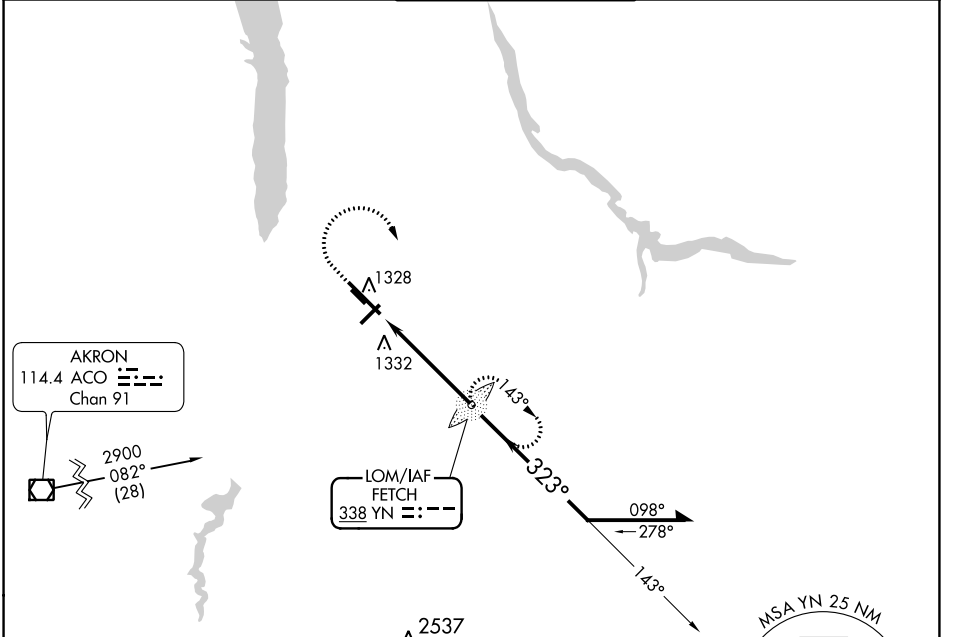 1328
1332
AKRON
114.4 ACO
Chan 91
2900
082°
(28)
143°
LOM/IAF
FETCH
338 YN
323°
098°
278°
143°
2537
MSA YN 25 NM